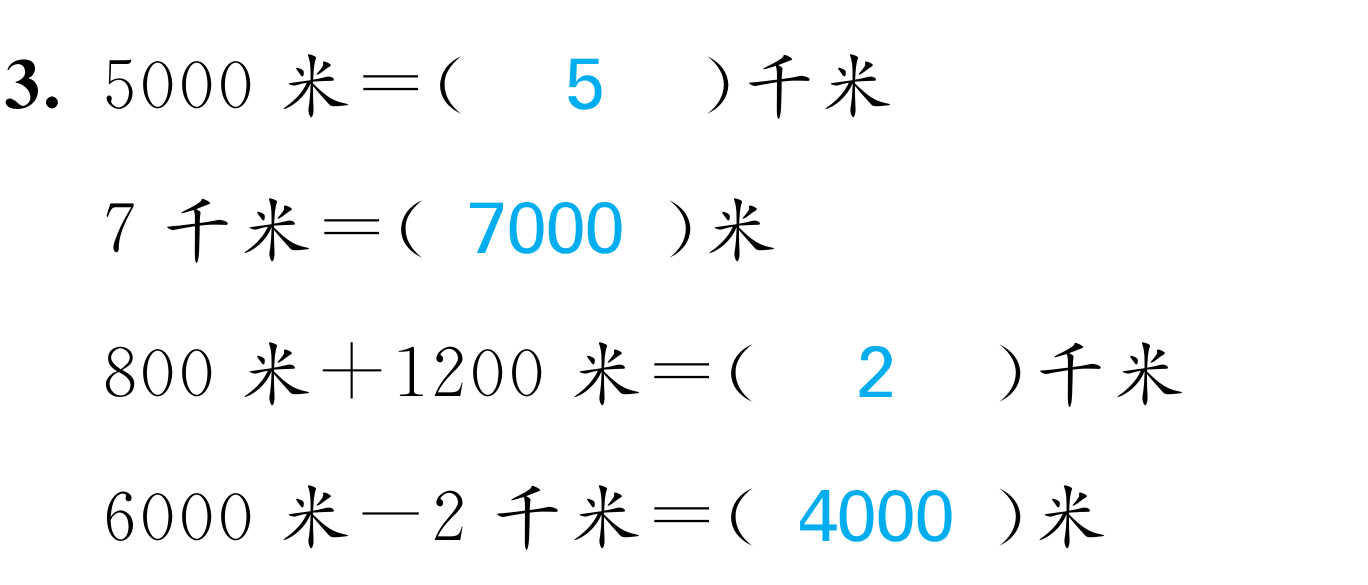 3. 5000 米=( 5 )千米
7 千米=( 7000 )米
800 米+1200 米=( 2 )千米
6000 米-2 千米=( 4000 )米